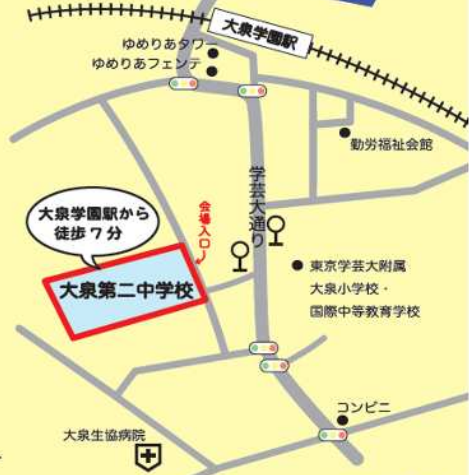 大泉学園駅
ゆめりあタワー
ゆめりあフェンテ
勤労福祉会館
学芸大通り
会場入口
大泉学園駅から
徒歩7分
大泉第二中学校
東京学芸大附属
大泉小学校・
国際中等教育学校
コンビニ
大泉生協病院